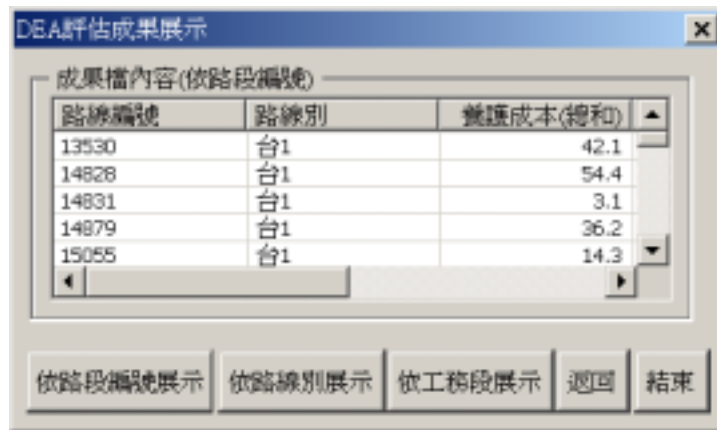 DEA評估成果展示
成果檔內容(依路段編號)
路線編號 路線別 養護成本(總和)
13530 台1 42.1
14828 台1 54.4
14831 台1 3.1
14879 台1 36.2
15055 台1 14.3
依路段編號展示 依路線別展示 依工務段展示 返回 結束